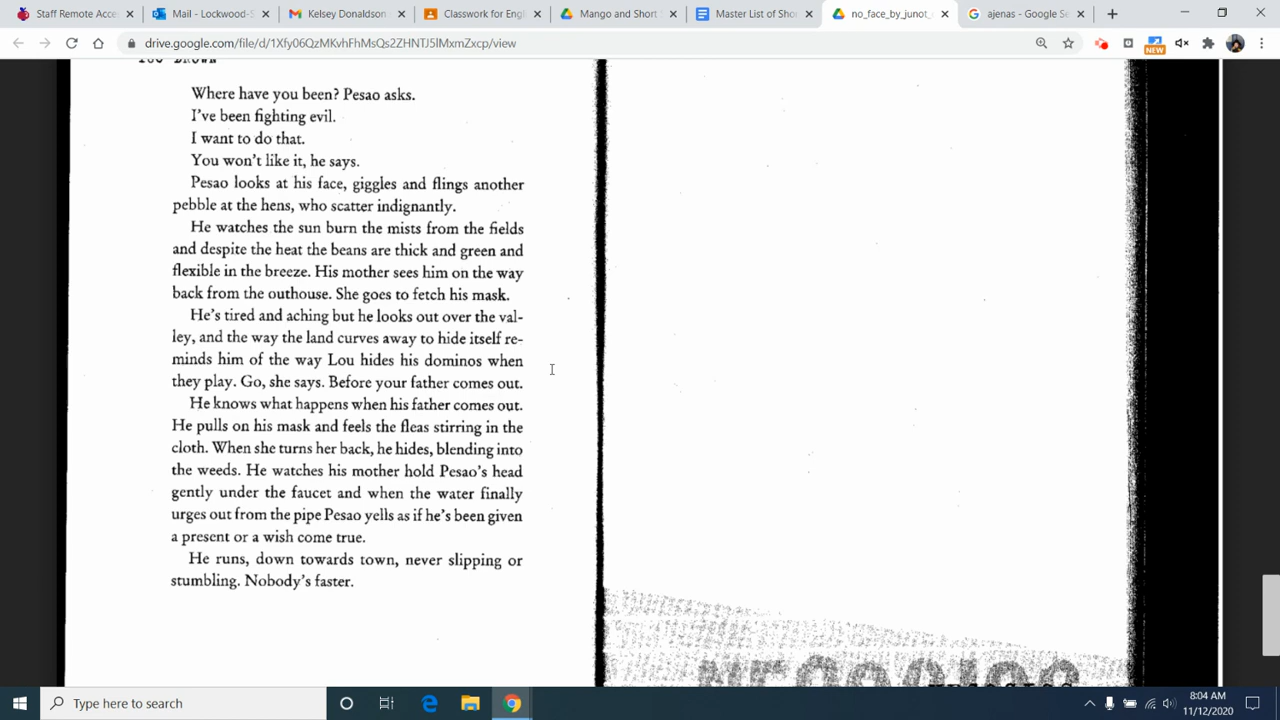 Staff Remote Acce
Mail - Lockwood-S
Kelsey Donaldson
Classwork for Eng
Mango and Short
Master List of Sho
no_face_by_junot_
ajenas - Google Se
drive.google.com/file/d/1Xfy06QzMKvhFhMsQs2ZHNTJ5lMxmZxcp/view
NEW
Where have you been? Pesao asks.
I've been fighting evil.
I want to do that.
You won't like it, he says.
Pesao looks at his face, giggles and flings another
pebble at the hens, who scatter indignantly.
He watches the sun burn the mists from the fields
and despite the heat the beans are thick and green and
flexible in the breeze. His mother sees him on the way
back from the outhouse. She goes to fetch his mask.
He's tired and aching but he looks out over the val-
ley, and the way the land curves away to hide itself re-
minds him of the way Lou hides his dominos when
they play. Go, she says. Before your father comes out.
He knows what happens when his father comes out.
He pulls on his mask and feels the fleas stirring in the
cloth. When she turns her back, he hides, blending into
the weeds. He watches his mother hold Pesao's head
gently under the faucet and when the water finally
urges out from the pipe Pesao yells as if he's been given
a present or a wish come true.
He runs, down towards town, never slipping or
stumbling. Nobody's faster.
Type here to search
8:04 AM
11/12/2020